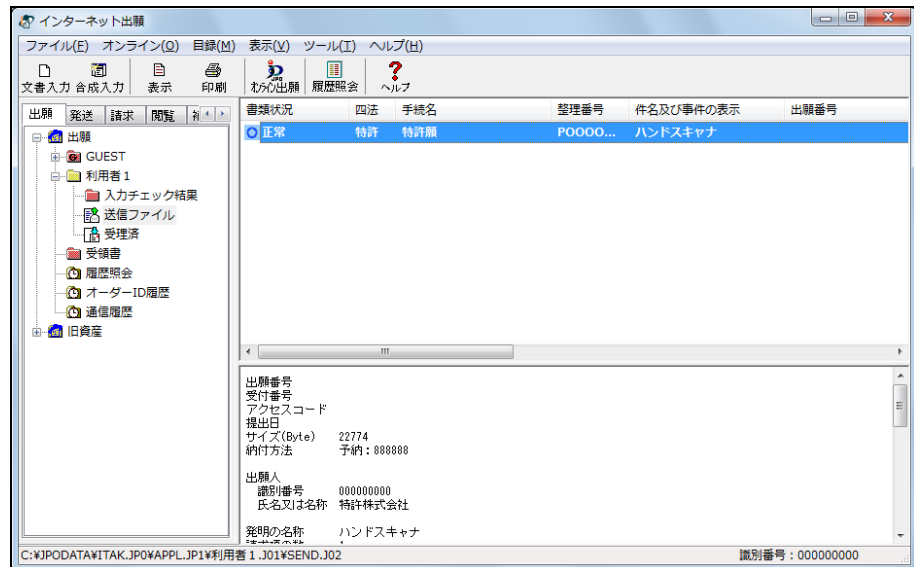 インターネット出願
ファイル(F) オンライン(O) 目録(M) 表示(V) ツール(T) ヘルプ(H)
文書入力 合成入力 表示 印刷 かんたん出願 履歴照会 ヘルプ
出願 発送 請求 閲覧
書類状況 四法 手続名 整理番号 件名及び事件の表示 出願番号
正常 特許 特許願 POOOO... ハンドスキャナ
出願
GUEST
利用者1
入力チェック結果
送信ファイル
受理済
受領書
履歴照会
オーダーID履歴
通信履歴
旧資産
出願番号
受付番号
アクセスコード
提出日
サイズ(Byte) 22774
納付方法 予納:888888
出願人
識別番号 000000000
氏名又は名称 特許株式会社
発明の名称 ハンドスキャナ
C:¥JPODATA¥ITAK.JP0¥APPL.JP1¥利用者1.J01¥SEND.J02 識別番号:000000000